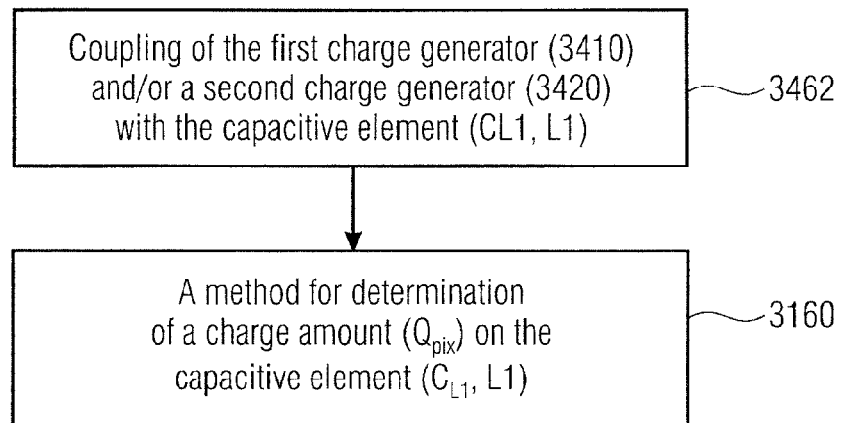 Coupling of the first charge generator (3410)
and/or a second charge generator (3420)
with the capacitive element (CL1, L1)
3462
A method for determination
of a charge amount (Qpix) on the
capacitive element (CL1, L1)
3160